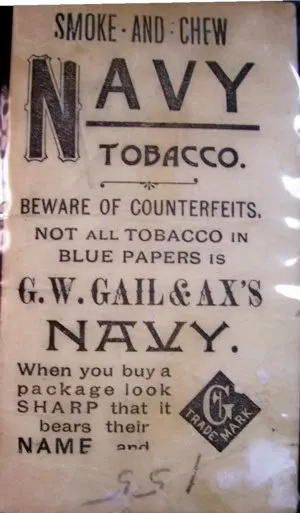 SMOKE · AND · CHEW
NAVY
TOBACCO.
BEWARE OF COUNTERFEITS.
NOT ALL TOBACCO IN
BLUE PAPERS IS
G. W. GAIL & AX'S
NAVY.
When you buy a
package look
SHARP that it
bears their
NAME and
G
TRADE MARK